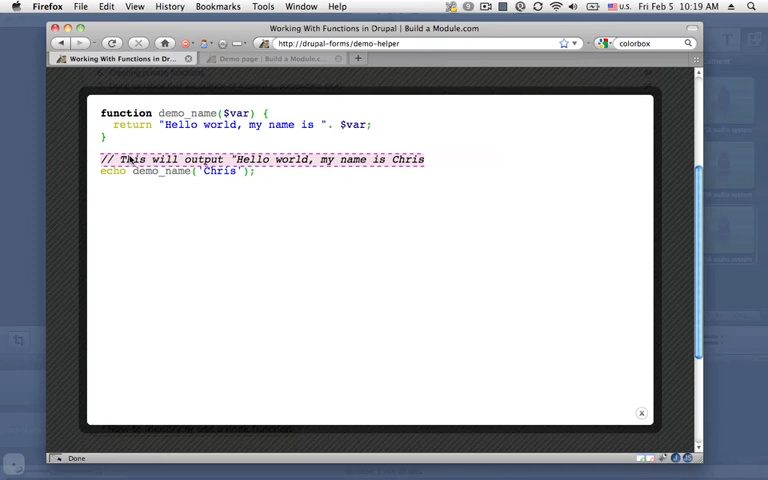 Firefox File Edit View History Bookmarks Tools Window Help U.S. Fri Feb 5 10:19 AM
Working With Functions in Drupal | Build a Module.com
http://drupal-forms/demo-helper colorbox
Working With Functions in Dr... Demo page | Build a Module.c...
function demo_name($var) {
return "Hello world, my name is ". $var;
}
// This will output "Hello world, my name is Chris
echo demo_name('Chris');
Done